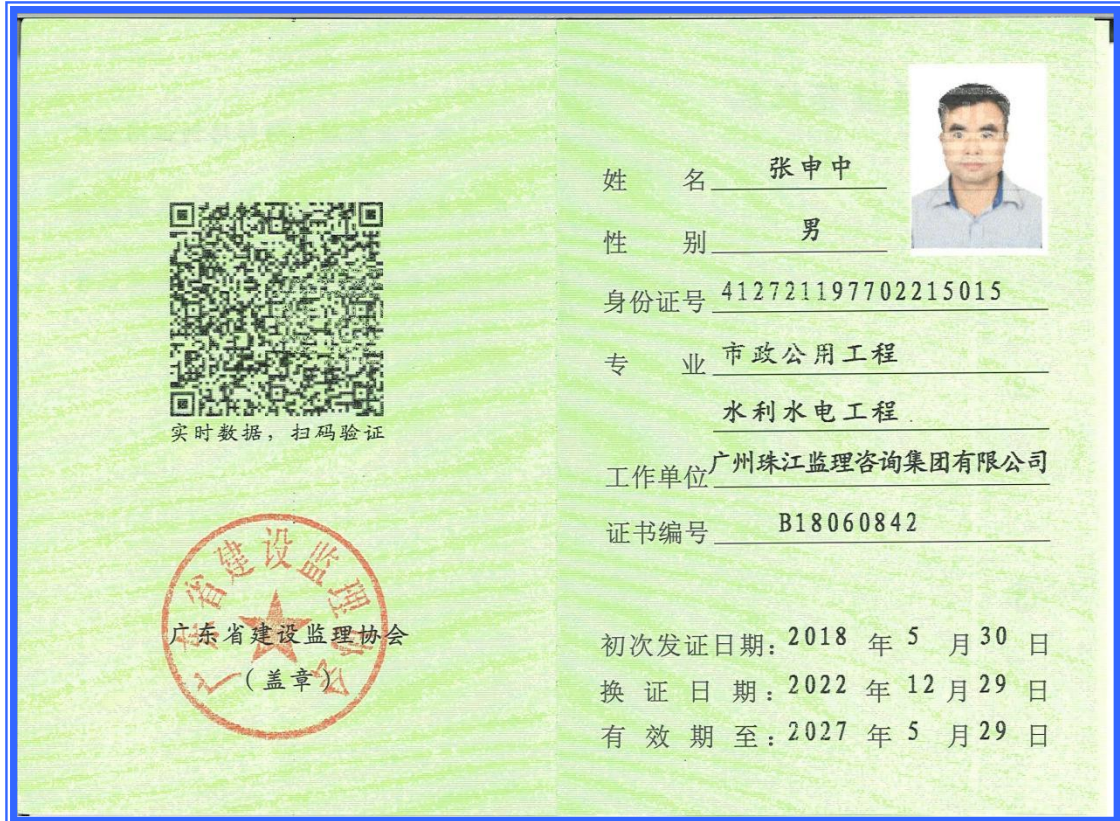 实时数据，扫码验证
广东省建设监理协会
广东省建设监理协会
（盖章）
姓 名 张申中
性 别 男
身份证号 412721197702215015
专 业 市政公用工程
水利水电工程
工作单位 广州珠江监理咨询集团有限公司
证书编号 B18060842
初次发证日期：2018 年 5 月 30 日
换证日期：2022 年 12 月 29 日
有效期至：2027 年 5 月 29 日